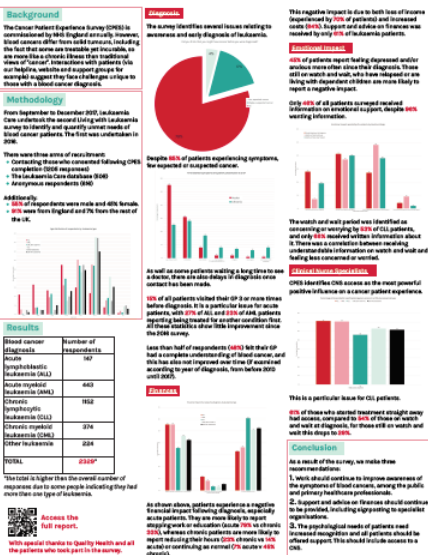 Background
The Cancer Patient Experience Survey (CPES) is
commissioned by NHS England annually. However,
blood cancers differ from solid tumours, including
the fact that some are treatable yet incurable, so
are more like a chronic illness than traditional
views of "cancer". Interactions with patients (via
our helpline, website and support groups for
example) suggest they face challenges unique to
those with a blood cancer diagnosis.
Methodology
From September to December 2017, Leukaemia
Care undertook the second Living with Leukaemia
survey to identify and quantify unmet needs of
blood cancer patients. The first was undertaken in
2016.
There were three arms of recruitment:
Contacting those who consented following CPES
completion (1205 responses)
The Leukaemia Care database (
Anonymous respondents (
Additionally,
of respondents were male and 45% female.
91% were from England and 7% from the rest of
the UK.
Results
Blood cancer diagnosis Number of respondents
Acute lymphoblastic leukaemia (ALL) 147
Acute myeloid leukaemia (AML) 443
Chronic lymphocytic leukaemia (CLL) 1152
Chronic myeloid leukaemia (CML) 374
Other leukaemia 224
TOTAL 2329*
*the total is higher than the overall number of
responses due to some people indicating they had
more than one type of leukaemia.
Access the
full report.
With special thanks to Quality Health and all
the patients who took part in the survey.
Diagnosis
The survey identifies several issues relating to
awareness and early diagnosis of leukaemia.
Despite of patients experiencing symptoms,
few expected or suspected cancer.
As well as some patients waiting a long time to see
a doctor, there are also delays in diagnosis once
contact has been made.
15% of all patients visited their GP 3 or more times
before diagnosis. It is a particular issue for acute
patients, with 27% of ALL and 23% of AML patients
reporting being treated for another condition first.
All these statistics show little improvement since
the 2016 survey.
Less than half of respondents (48%) felt their GP
had a complete understanding of blood cancer, and
this has also not improved over time (if examined
according to year of diagnosis, from before 2013
until 2017).
Finances
As shown above, patients experience a negative
financial impact following diagnosis, especially
acute patients. They are more likely to report
stopping work or education (acute 79% vs chronic
33%), whereas chronic patients are more likely to
report reducing their hours (23% chronic vs 14%
acute) or continuing as normal (7% acute v 45%
chronic).
This negative impact is due to both loss of income
(experienced by 70% of patients) and increased
costs (54%). Support and advice on finances was
received by only 61% of leukaemia patients.
Emotional Impact
45% of patients report feeling depressed and/or
anxious more often since their diagnosis. Those
still on watch and wait, who have relapsed or are
living with dependent children are more likely to
report a negative impact.
Only 46% of all patients surveyed received
information on emotional support, despite
wanting information.
The watch and wait period was identified as
concerning or worrying by 53% of CLL patients,
and only received written information about
it. There was a correlation between receiving
understandable information on watch and wait and
feeling less concerned or worried.
Clinical Nurse Specialists
CPES identifies CNS access as the most powerful
positive influence on a cancer patient experience.
This is a particular issue for CLL patients.
61% of those who started treatment straight away
had access, compared to 54% of those on watch
and wait at diagnosis, for those still on watch and
wait this drops to 39%.
Conclusion
As a result of the survey, we make three
recommendations:
1. Work should continue to improve awareness of
the symptoms of blood cancers, among the public
and primary healthcare professionals.
2. Support and advice on finances should continue
to be provided, including signposting to specialist
organisations.
3. The psychological needs of patients need
increased recognition and all patients should be
offered support. This should include access to a
CNS.